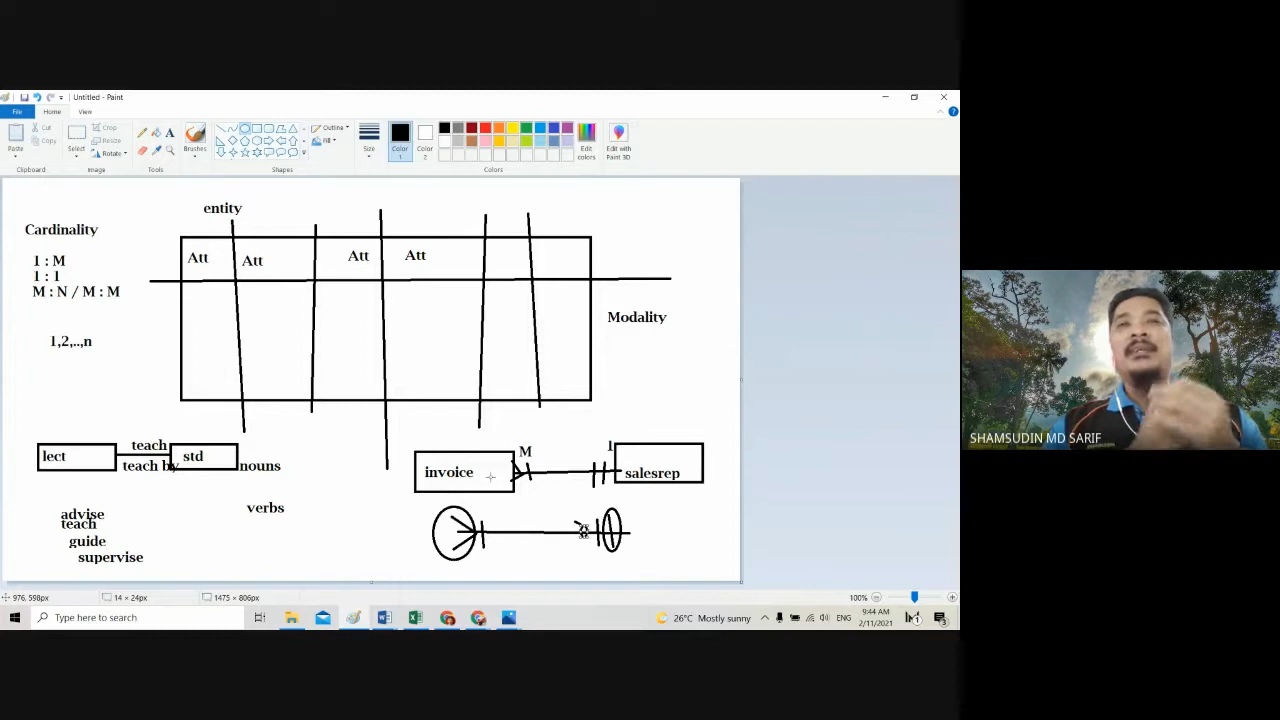 Untitled - Paint
File Home View
Cut
Copy
Paste
Clipboard
Crop
Resize
Rotate
Select
Image
Tools
Brushes
Outline
Fill
Shapes
Size
Color 1
Color 2
Edit colors
Edit with Paint 3D
Colors
entity
Cardinality
Att Att Att Att
1 : M
1 : 1
M : N / M : M
Modality
1,2,..,n
teach
lect std
teach by nouns
M 1
invoice salesrep
verbs
advise
teach
guide
supervise
976, 598px 14 × 24px 1475 × 806px 100%
Type here to search
26°C Mostly sunny ENG 9:44 AM
2/11/2021
SHAMSUDIN MD SARIF